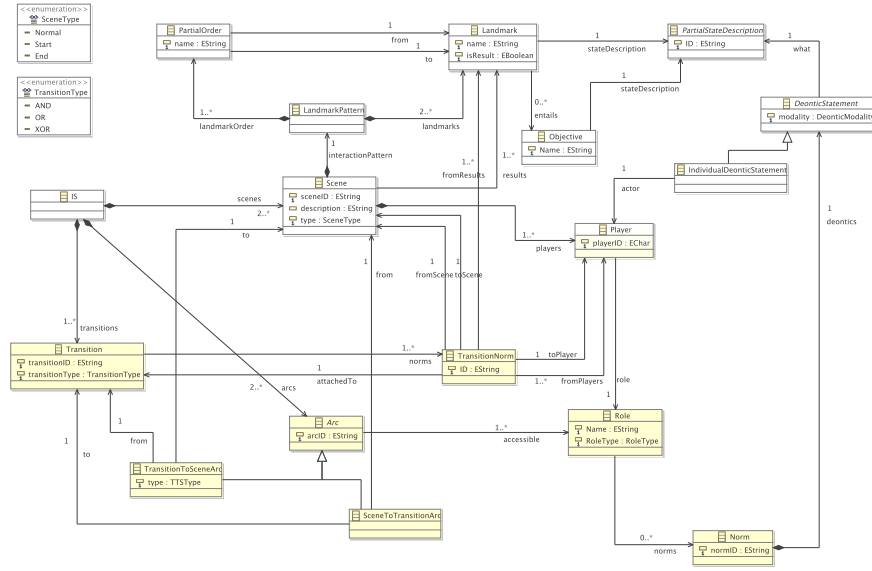 <<enumeration>>
SceneType
Normal
Start
End
<<enumeration>>
TransitionType
AND
OR
XOR
PartialOrder
name : EString
1
from
1
to
Landmark
name : EString
isResult : EBoolean
1
stateDescription
PartialStateDescription
ID : EString
1
what
1
stateDescription
0..*
entails
Objective
Name : EString
DeonticStatement
modality : DeonticModality
1..*
landmarkOrder
LandmarkPattern
2..*
landmarks
1
interactionPattern
1..*
fromResults
1..*
results
IndividualDeonticStatement
1
actor
1
deontics
IS
scenes
2..*
Scene
sceneID : EString
description : EString
type : SceneType
1
to
1..*
players
Player
playerID : EChar
1
from
1
fromScene
1
toScene
1..*
transitions
Transition
transitionID : EString
transitionType : TransitionType
1..*
norms
1
attachedTo
TransitionNorm
ID : EString
1
toPlayer
1..*
fromPlayers
role
1
2..*
arcs
Arc
arcID : EString
1..*
accessible
Role
Name : EString
RoleType : RoleType
1
to
1
from
TransitionToSceneArc
type : TTSType
SceneToTransitionArc
0..*
norms
Norm
normID : EString